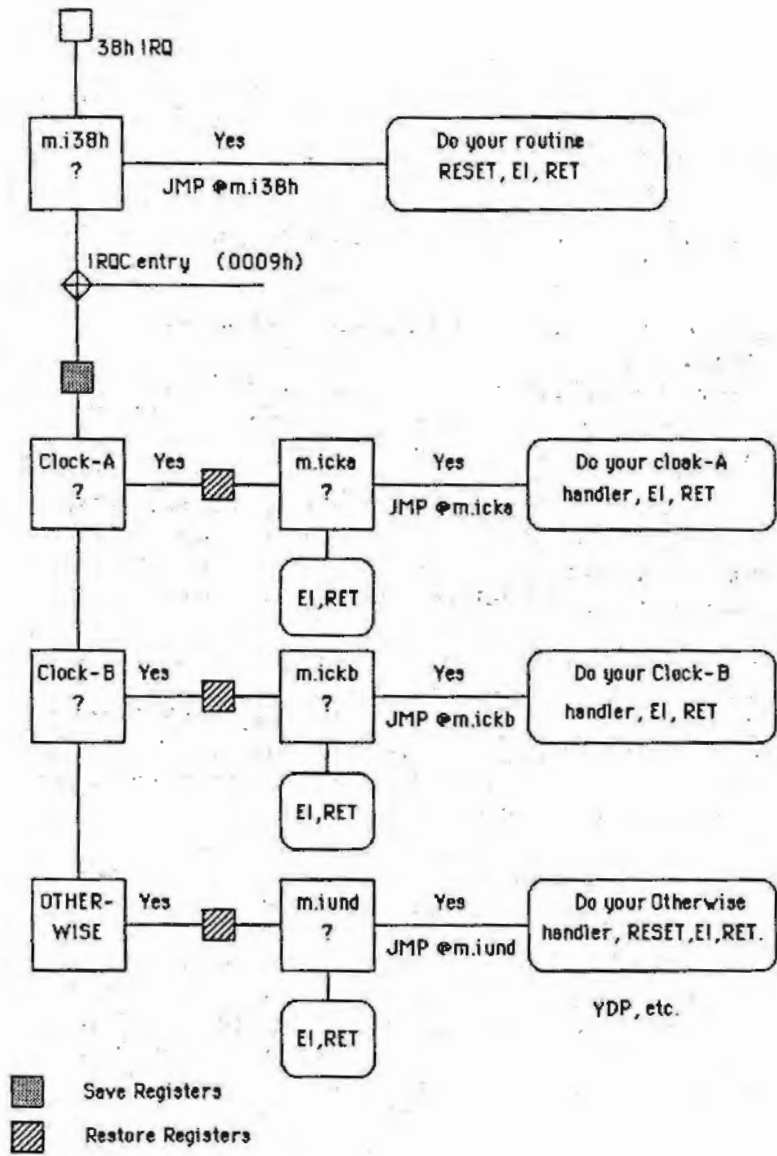 38h IRQ
m.i38h
?
Yes
JMP @m.i38h
Do your routine
RESET, EI, RET
IRQC entry (0009h)
Clock-A
?
Yes
m.icka
?
Yes
JMP @m.icka
Do your cloak-A
handler, EI, RET
EI,RET
Clock-B
?
Yes
m.ickb
?
Yes
JMP @m.ickb
Do your Clock-B
handler, EI, RET
EI,RET
OTHER-
WISE
Yes
m.iund
?
Yes
JMP @m.iund
Do your Otherwise
handler, RESET,EI,RET.
EI,RET
YDP, etc.
Save Registers
Restore Registers